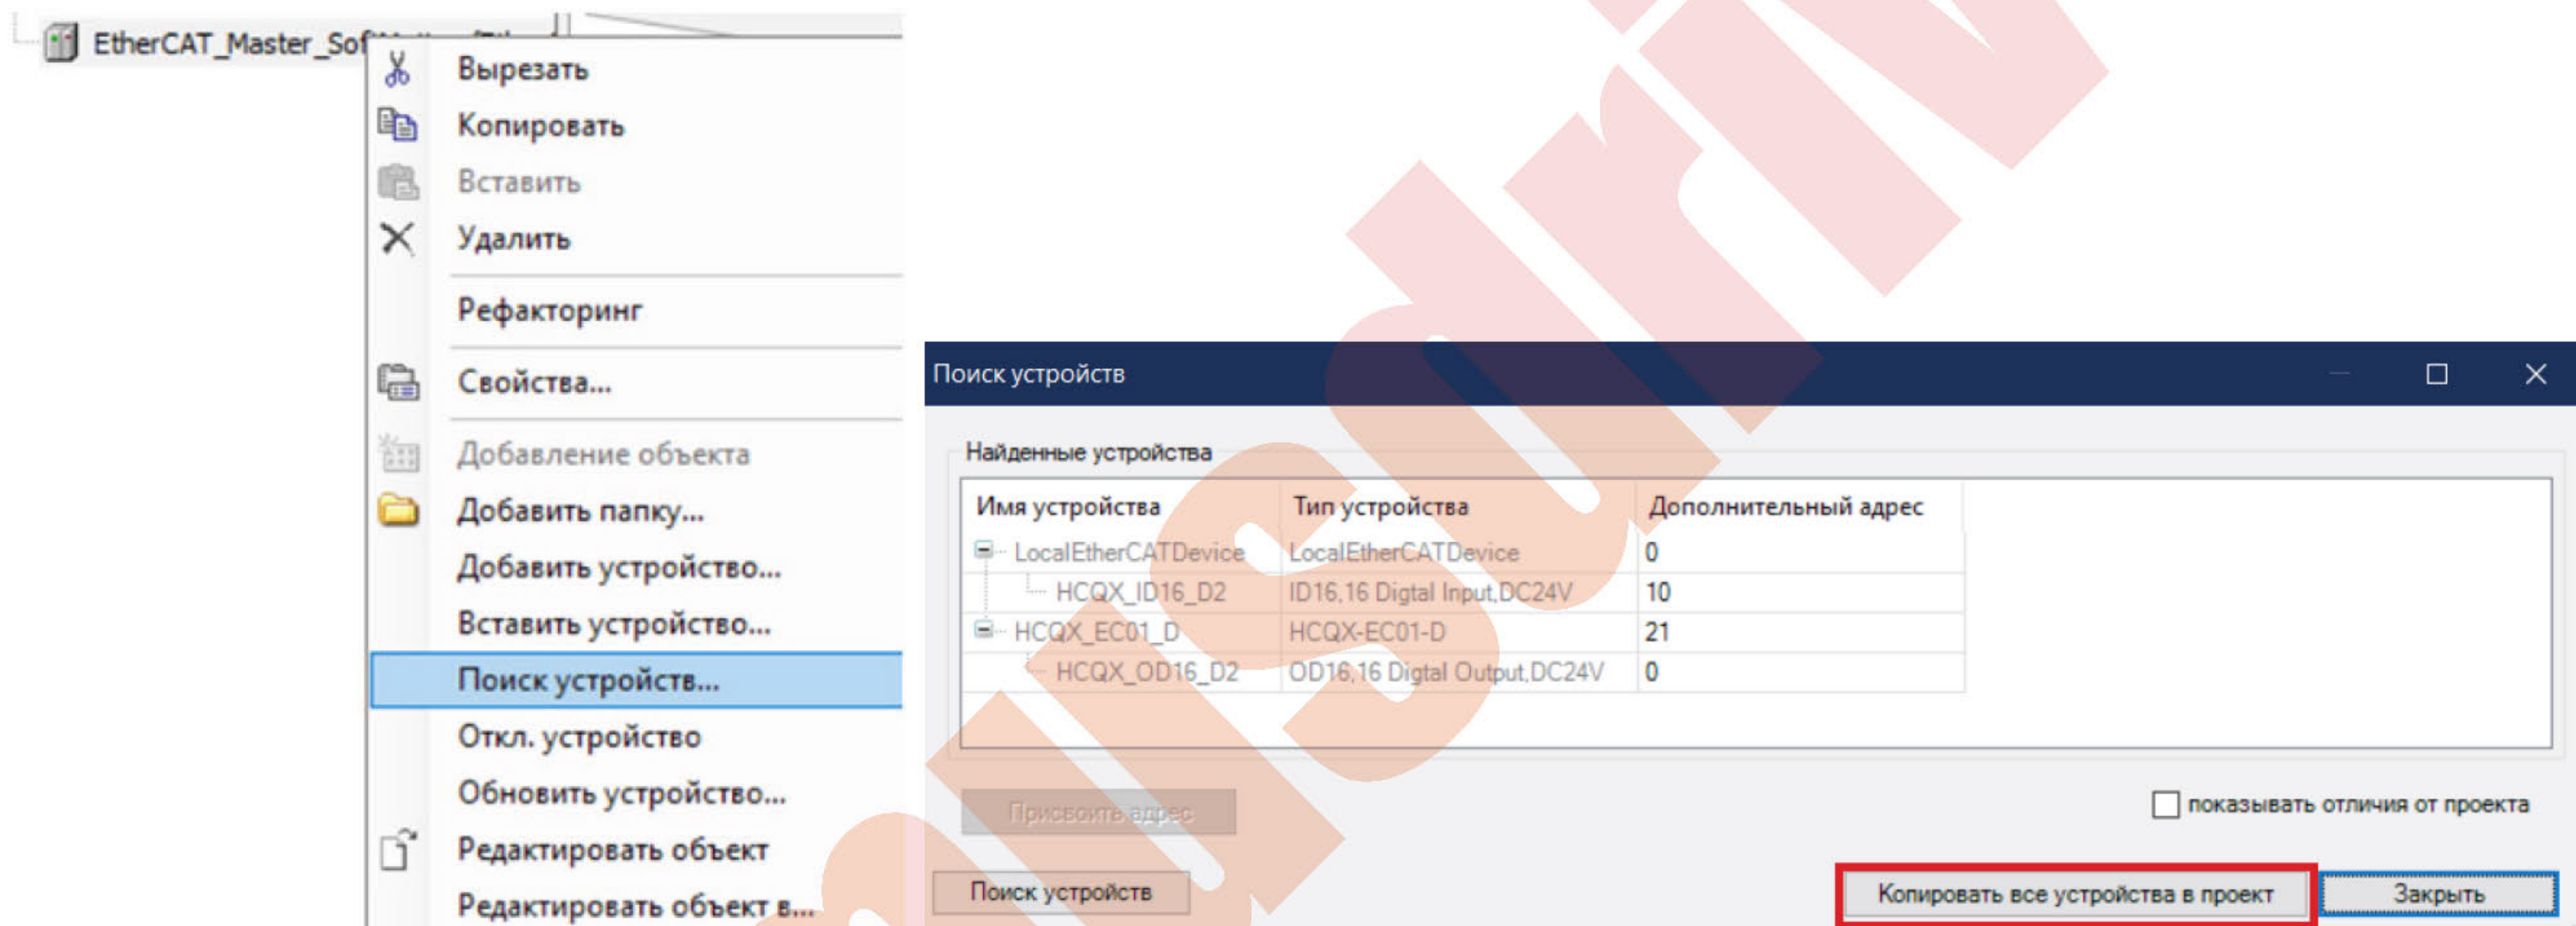 EtherCAT_Master_Sof
Вырезать
Копировать
Вставить
Удалить
Рефакторинг
Свойства...
Добавление объекта
Добавить папку...
Добавить устройство...
Вставить устройство...
Поиск устройств...
Откл. устройство
Обновить устройство...
Редактировать объект
Редактировать объект в...
Поиск устройств
Найденные устройства
Имя устройства Тип устройства Дополнительный адрес
LocalEtherCATDevice LocalEtherCATDevice 0
HCQX_ID16_D2 ID16,16 Digtal Input,DC24V 10
HCQX_EC01_D HCQX-EC01-D 21
HCQX_OD16_D2 OD16,16 Digtal Output,DC24V 0
Присвоить адрес
показывать отличия от проекта
Поиск устройств
Копировать все устройства в проект
Закрыть